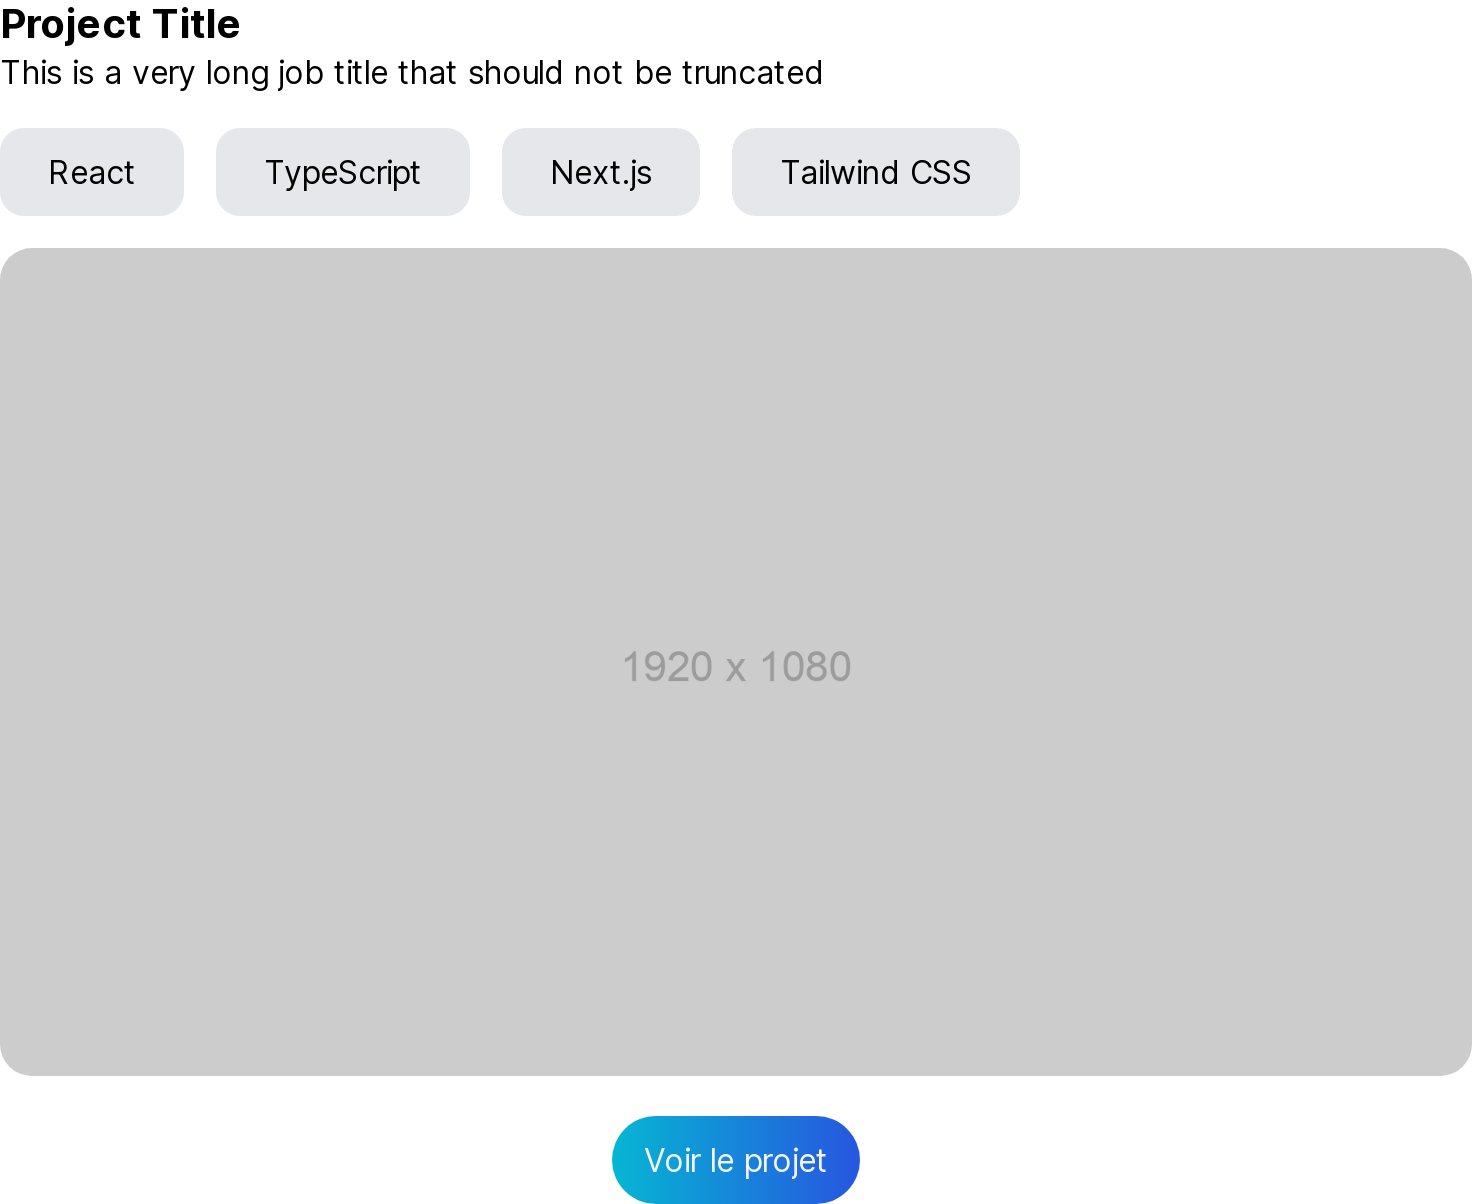 Project Title
This is a very long job title that should not be truncated
React TypeScript Next.js Tailwind CSS
1920 x 1080
Voir le projet